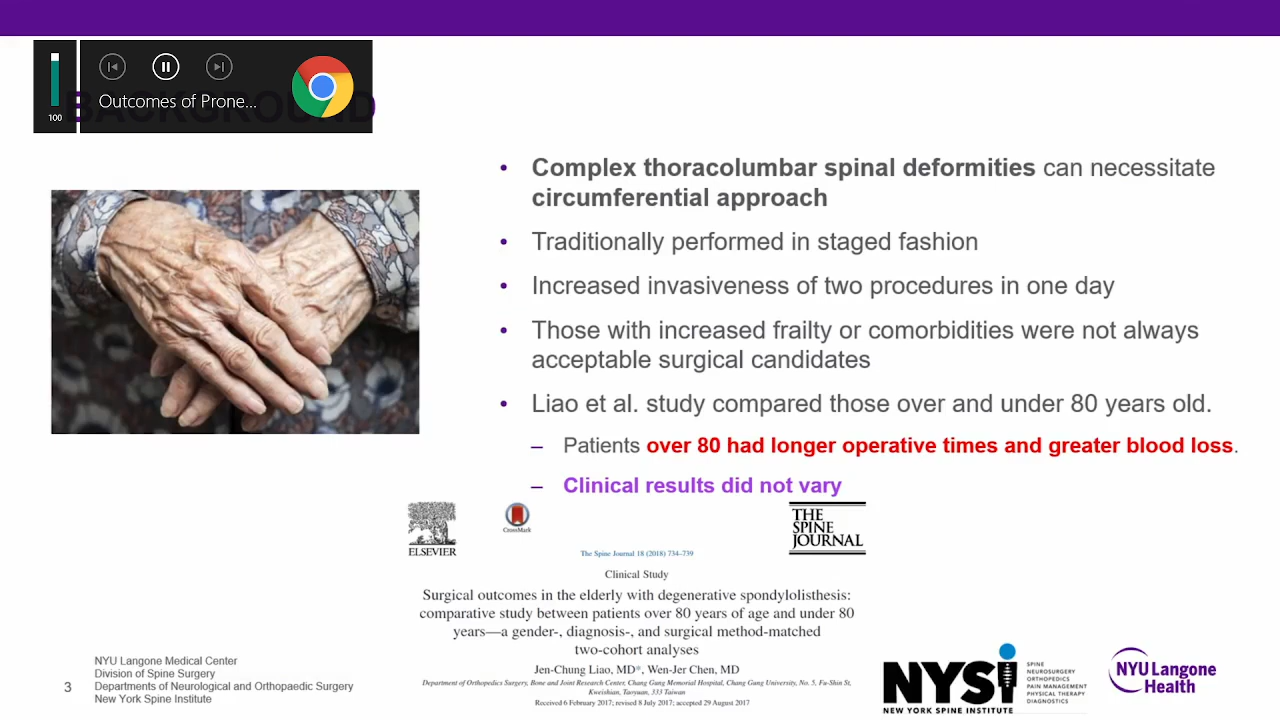 100
Outcomes of Prone...
BACKGROUND
• Complex thoracolumbar spinal deformities can necessitate
circumferential approach
• Traditionally performed in staged fashion
• Increased invasiveness of two procedures in one day
• Those with increased frailty or comorbidities were not always
acceptable surgical candidates
• Liao et al. study compared those over and under 80 years old.
– Patients over 80 had longer operative times and greater blood loss.
– Clinical results did not vary
ELSEVIER
CrossMark
THE
SPINE
JOURNAL
The Spine Journal 18 (2018) 734–739
Clinical Study
Surgical outcomes in the elderly with degenerative spondylolisthesis:
comparative study between patients over 80 years of age and under 80
years—a gender-, diagnosis-, and surgical method-matched
two-cohort analyses
Jen-Chung Liao, MD*, Wen-Jer Chen, MD
Department of Orthopedics Surgery, Bone and Joint Research Center, Chang Gung Memorial Hospital, Chang Gung University, No. 5, Fu-Shin St,
Kweishian, Taoyuan, 333 Taiwan
Received 6 February 2017; revised 8 July 2017; accepted 29 August 2017
3
NYU Langone Medical Center
Division of Spine Surgery
Departments of Neurological and Orthopaedic Surgery
New York Spine Institute
NYSi
NEW YORK SPINE INSTITUTE
SPINE
NEUROSURGERY
ORTHOPEDICS
PAIN MANAGEMENT
PHYSICAL THERAPY
DIAGNOSTICS
NYU Langone
Health